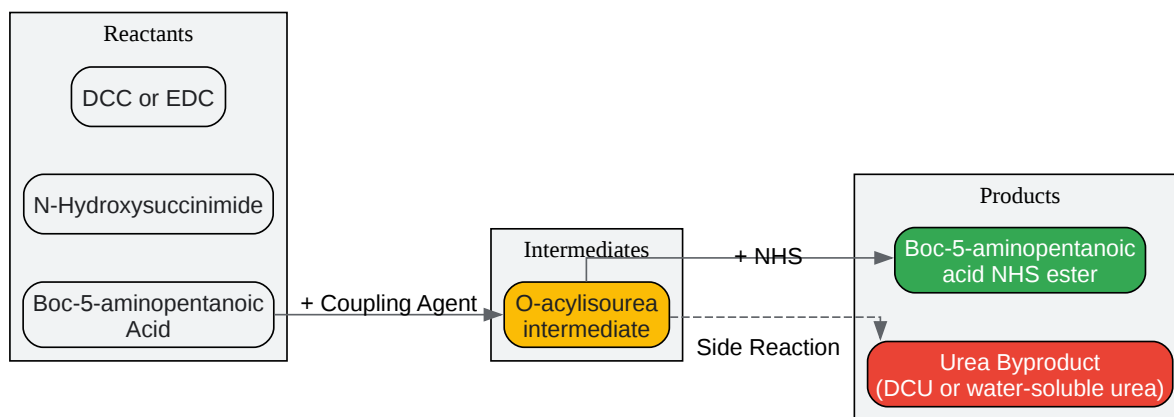 Reactants
DCC or EDC
N-Hydroxysuccinimide
Boc-5-aminopentanoic
Acid
+ Coupling Agent
Intermediates
O-acylisourea
intermediate
+ NHS
Side Reaction
Products
Boc-5-aminopentanoic
acid NHS ester
Urea Byproduct
(DCU or water-soluble urea)